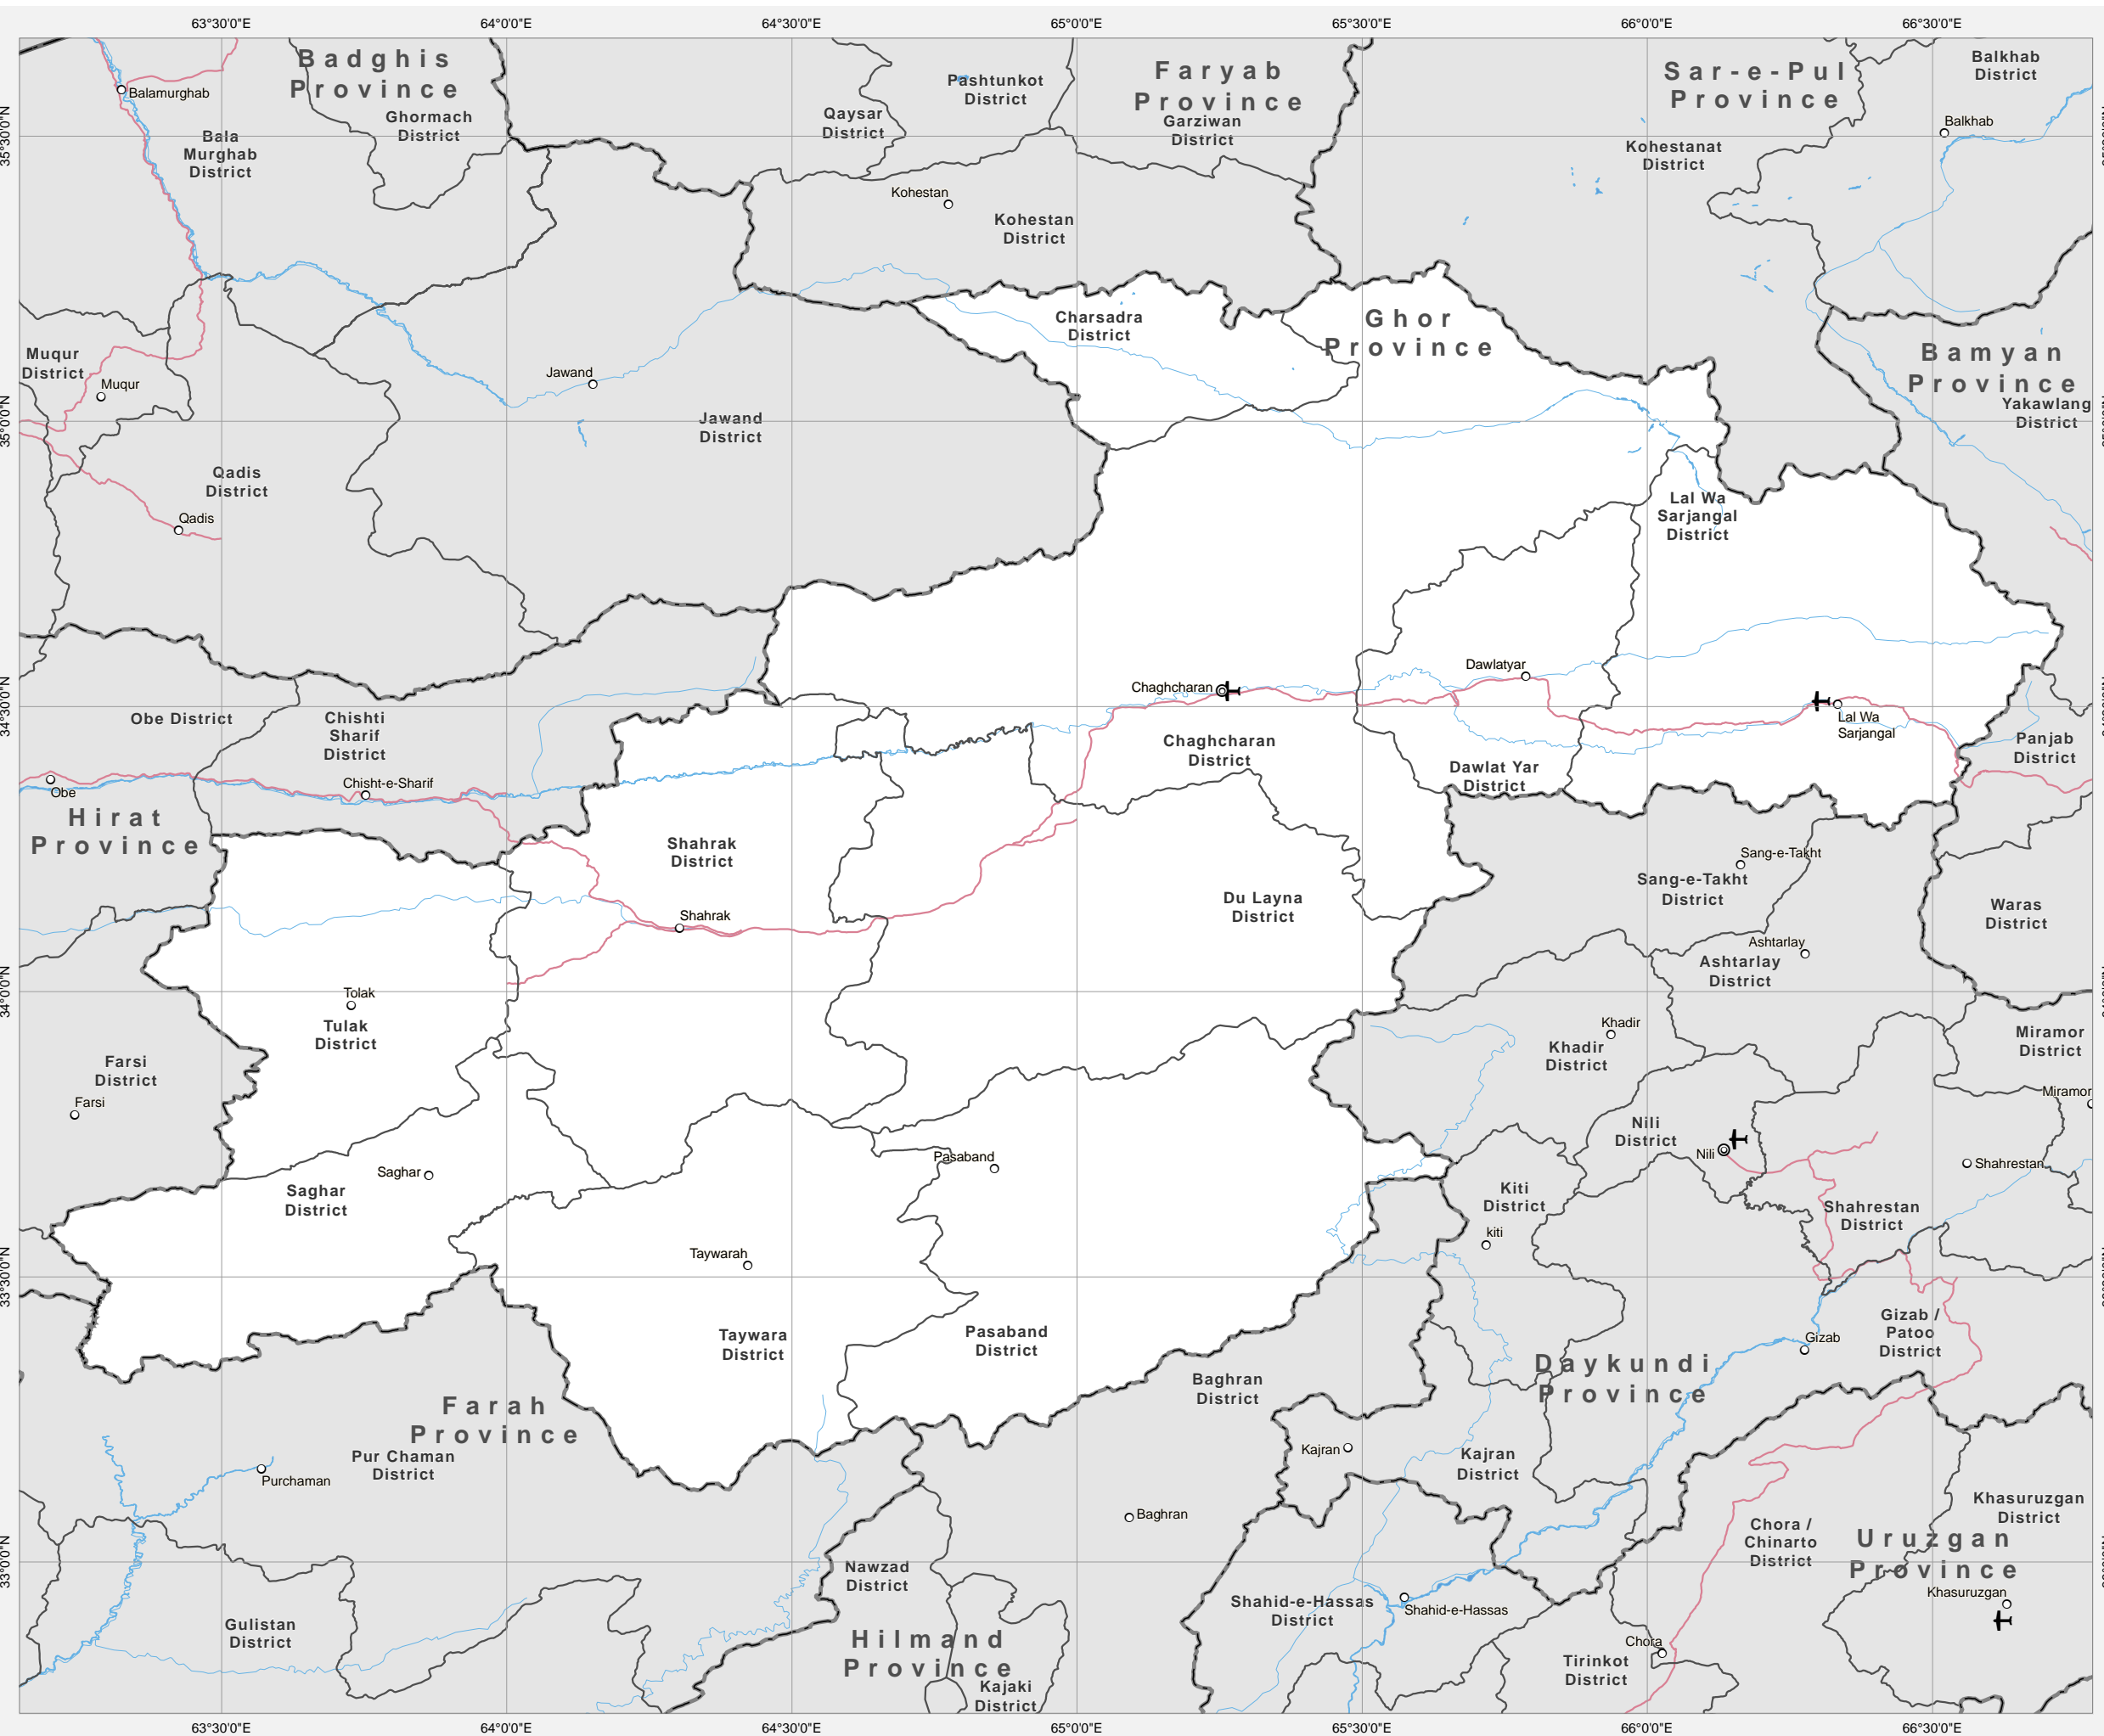 63°30'0"E
64°0'0"E
64°30'0"E
65°0'0"E
65°30'0"E
66°0'0"E
66°30'0"E
Badghis
Province
Faryab
Province
Sar-e-Pul
Province
Balkhab
District
Balamurghab
Ghormach
District
Pashtunkot
District
Qaysar
District
Garziwan
District
Balkhab
Bala
Murghab
District
Kohestanat
District
35°30'0"N
Kohestan
Kohestan
District
Charsadra
District
Ghor
Province
Muqur
District
Muqur
Bamyan
Province
Yakawlang
District
Jawand
Jawand
District
35°0'0"N
Qadis
District
Qadis
Lal Wa
Sarjangal
District
Dawlatyar
Chaghcharan
34°30'0"N
Obe District
Chishti
Sharif
District
Lal Wa
Sarjangal
Chaghcharan
District
Panjab
District
Dawlat Yar
District
Obe
Chisht-e-Sharif
Hirat
Province
Shahrak
District
Sang-e-Takht
Sang-e-Takht
District
Du Layna
District
Waras
District
Shahrak
Ashtarlay
Ashtarlay
District
34°0'0"N
Tolak
Tulak
District
Khadir
Khadir
District
Miramor
District
Farsi
District
Farsi
Miramor
Nili
District
Nili
Pasaband
Shahrestan
Saghar
Saghar
District
Kiti
District
kiti
Shahrestan
District
Taywarah
33°30'0"N
Taywara
District
Pasaband
District
Gizab /
Patoo
District
Gizab
Daykundi
Province
Baghran
District
Farah
Province
Pur Chaman
District
Purchaman
Kajran
Kajran
District
Baghran
Khasuruzgan
District
Chora /
Chinarto
District
Uruzgan
Province
33°0'0"N
Nawzad
District
Khasuruzgan
Shahid-e-Hassas
District
Shahid-e-Hassas
Gulistan
District
Hilmand
Province
Chora
Tirinkot
District
Kajaki
District
63°30'0"E
64°0'0"E
64°30'0"E
65°0'0"E
65°30'0"E
66°0'0"E
66°30'0"E